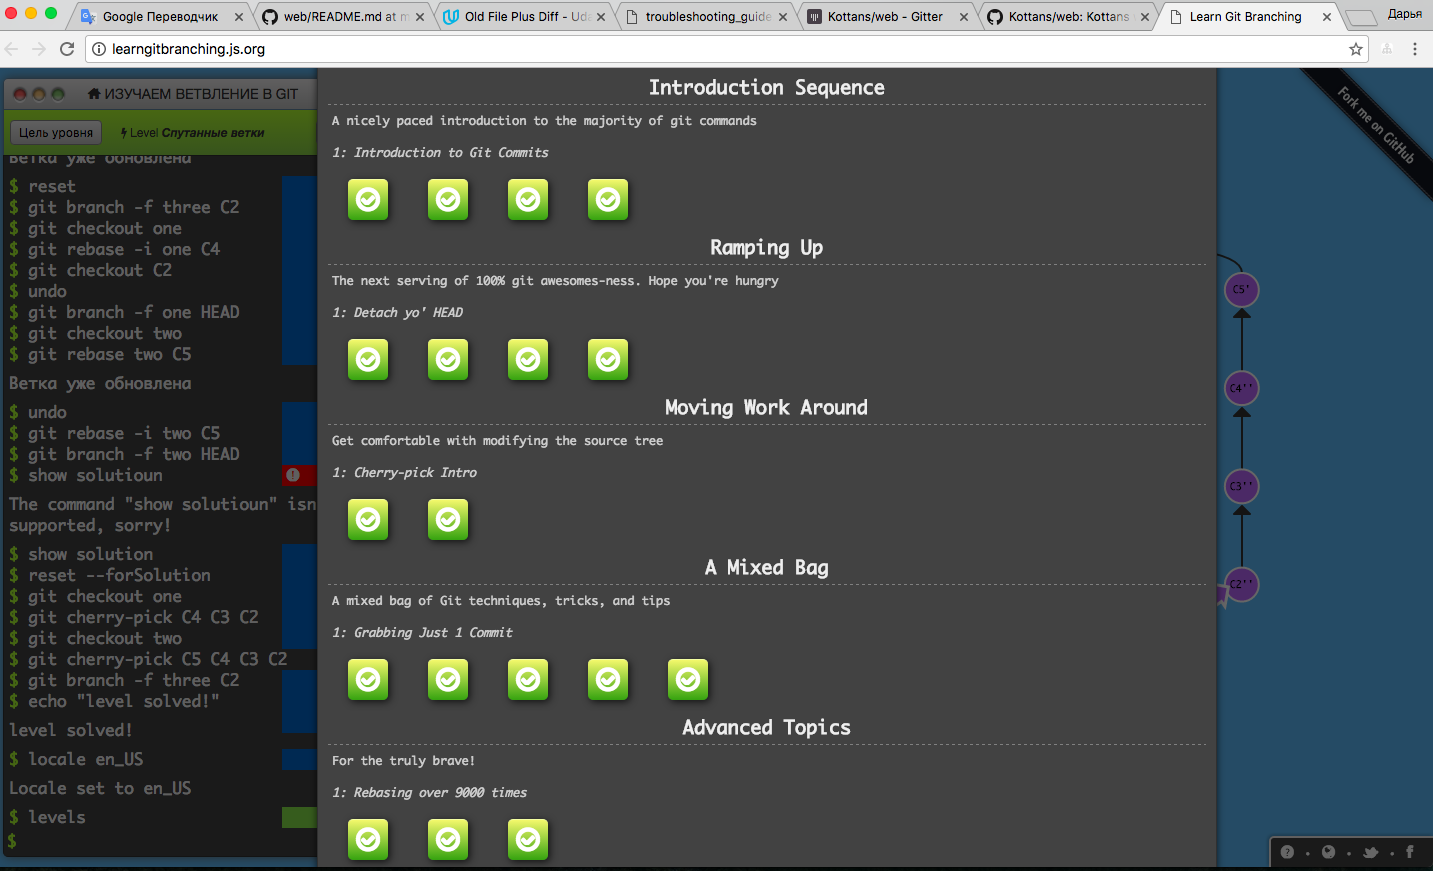 Google Переводчик
web/README.md at m
Old File Plus Diff - Uda
troubleshooting_guide
Kottans/web - Gitter
Kottans/web: Kottans
Learn Git Branching
Дарья
learngitbranching.js.org
ИЗУЧАЕМ ВЕТВЛЕНИЕ В GIT
Цель уровня
Level Спутанные ветки
Ветка уже обновлена
$ reset
$ git branch -f three C2
$ git checkout one
$ git rebase -i one C4
$ git checkout C2
$ undo
$ git branch -f one HEAD
$ git checkout two
$ git rebase two C5
Ветка уже обновлена
$ undo
$ git rebase -i two C5
$ git branch -f two HEAD
$ show solutioun
The command "show solutioun" isn
supported, sorry!
$ show solution
$ reset --forSolution
$ git checkout one
$ git cherry-pick C4 C3 C2
$ git checkout two
$ git cherry-pick C5 C4 C3 C2
$ git branch -f three C2
$ echo "level solved!"
level solved!
$ locale en_US
Locale set to en_US
$ levels
$
Introduction Sequence
A nicely paced introduction to the majority of git commands
1: Introduction to Git Commits
Ramping Up
The next serving of 100% git awesomes-ness. Hope you're hungry
1: Detach yo' HEAD
Moving Work Around
Get comfortable with modifying the source tree
1: Cherry-pick Intro
A Mixed Bag
A mixed bag of Git techniques, tricks, and tips
1: Grabbing Just 1 Commit
Advanced Topics
For the truly brave!
1: Rebasing over 9000 times
Fork me on GitHub
C5'
C4''
C3''
C2''